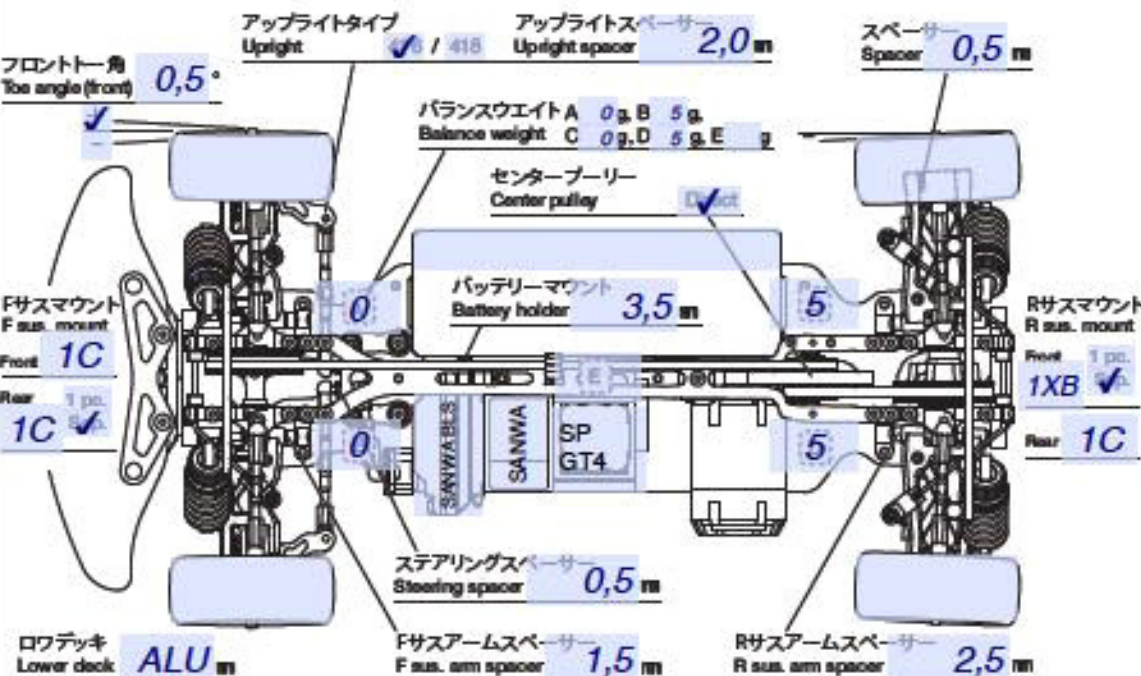 アップライトタイプ
Upright / 418
アップライトスペーサー
Upright spacer 2,0 mm
スペーサー
Spacer 0,5 mm
フロントトー角
Toe angle (front) 0,5°
✓
−
バランスウエイト A 0 g, B 5 g,
Balance weight C 0 g, D 5 g, E g
センタープーリー
Center pulley ✓
Fサスマウント
F sus. mount
Front 1C
1 pc.
Rear 1C ✓
0
バッテリーマウント
Battery holder 3,5 mm
5
Rサスマウント
R sus. mount
Front 1 pc.
1XB ✓
Rear 1C
E
0
SANWA BLS
SANWA
SP
GT4
5
ステアリングスペーサー
Steering spacer 0,5 mm
ロワデッキ
Lower deck ALU m
Fサスアームスペーサー
F sus. arm spacer 1,5 mm
Rサスアームスペーサー
R sus. arm spacer 2,5 mm